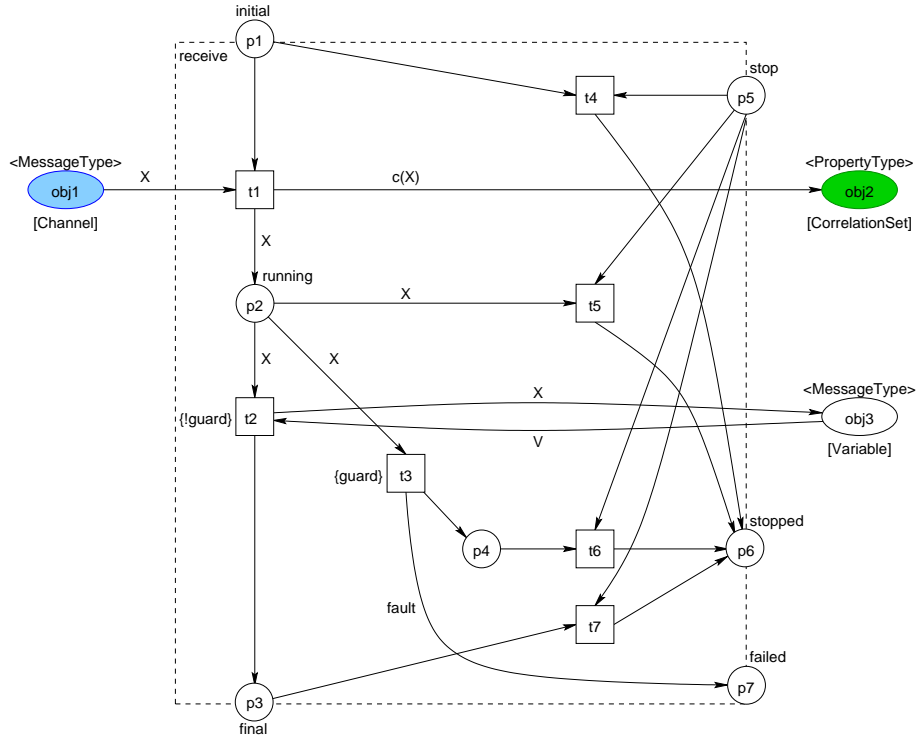 initial
p1
receive
stop
t4
p5
<MessageType>
X
c(X)
<PropertyType>
obj1
t1
obj2
[Channel]
[CorrelationSet]
X
running
X
p2
t5
X
X
<MessageType>
X
{!guard}
t2
obj3
V
[Variable]
{guard}
t3
stopped
p4
t6
p6
fault
t7
failed
p7
p3
final